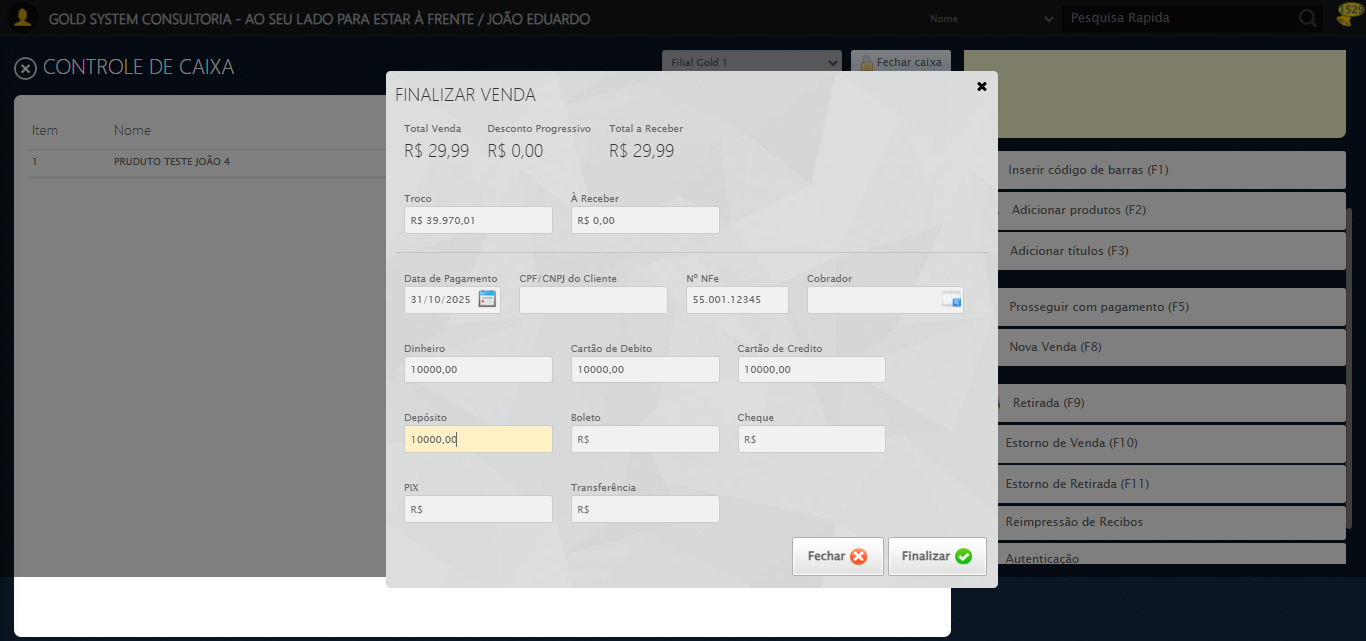 GOLD SYSTEM CONSULTORIA - AO SEU LADO PARA ESTAR À FRENTE / JOÃO EDUARDO
Nome
Pesquisa Rapida
1529
CONTROLE DE CAIXA
Filial Gold 1
Fechar caixa
Item Nome
1 PRUDUTO TESTE JOÃO 4
FINALIZAR VENDA
Total Venda Desconto Progressivo Total a Receber
R$ 29,99 R$ 0,00 R$ 29,99
Troco À Receber
R$ 39.970,01 R$ 0,00
Data de Pagamento CPF/CNPJ do Cliente Nº NFe Cobrador
31/10/2025 55.001.12345
Dinheiro Cartão de Debito Cartão de Credito
10000,00 10000,00 10000,00
Depósito Boleto Cheque
10000,00 R$ R$
PIX Transferência
R$ R$
Fechar Finalizar
Inserir código de barras (F1)
Adicionar produtos (F2)
Adicionar títulos (F3)
Prosseguir com pagamento (F5)
Nova Venda (F8)
Retirada (F9)
Estorno de Venda (F10)
Estorno de Retirada (F11)
Reimpressão de Recibos
Autenticação